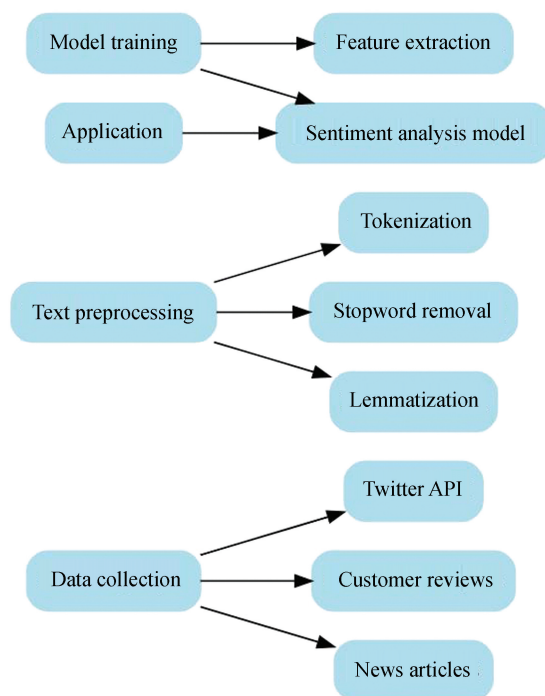 Model training
Feature extraction
Application
Sentiment analysis model
Tokenization
Text preprocessing
Stopword removal
Lemmatization
Twitter API
Data collection
Customer reviews
News articles